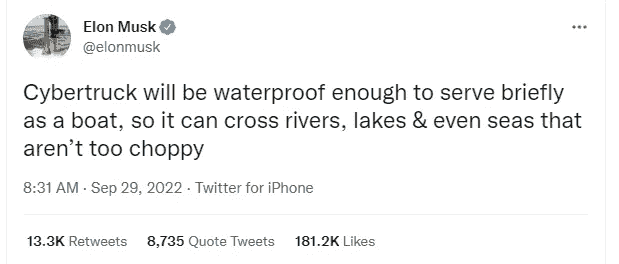 Elon Musk
@elonmusk
Cybertruck will be waterproof enough to serve briefly
as a boat, so it can cross rivers, lakes & even seas that
aren’t too choppy
8:31 AM · Sep 29, 2022 · Twitter for iPhone
13.3K Retweets 8,735 Quote Tweets 181.2K Likes